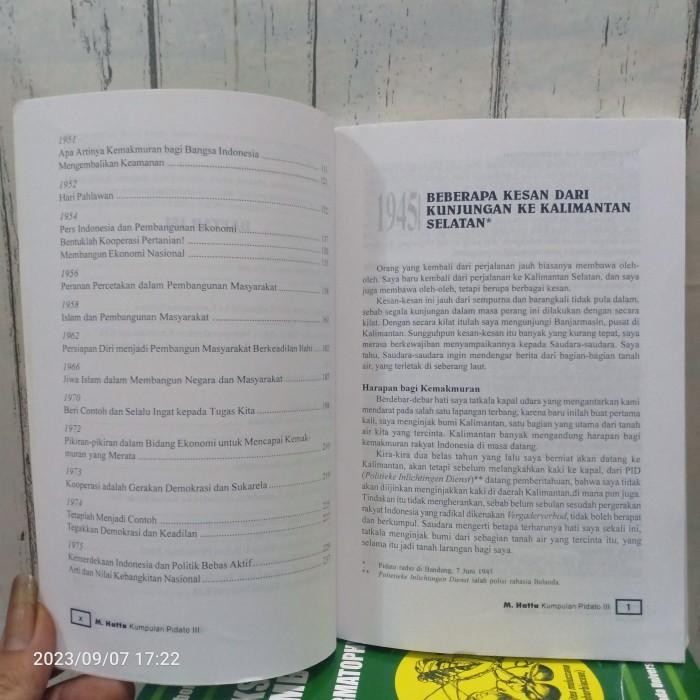 1951
Apa Artinya Kemakmuran bagi Bangsa Indonesia
Mengembalikan Keamanan
1952
Hari Pahlawan
1954
Pers Indonesia dan Pembangunan Ekonomi
Bentuklah Kooperasi Pertanian!
Membangun Ekonomi Nasional
1956
Peranan Percetakan dalam Pembangunan Masyarakat
1958
Islam dan Pembangunan Masyarakat
1962
Persiapan Diri menjadi Pembangun Masyarakat Berkeadilan Ilahi
1966
Jiwa Islam dalam Membangun Negara dan Masyarakat
1970
Beri Contoh dan Selalu Ingat kepada Tugas Kita
1972
Pikiran-pikiran dalam Bidang Ekonomi untuk Mencapai Kemak-
muran yang Merata
1973
Kooperasi adalah Gerakan Demokrasi dan Sukarela
1974
Tetaplah Menjadi Contoh
Tegakkan Demokrasi dan Keadilan
1975
Kemerdekaan Indonesia dan Politik Bebas Aktif
Arti dan Nilai Kebangkitan Nasional
x M. Hatta Kumpulan Pidato III
1945
BEBERAPA KESAN DARI
KUNJUNGAN KE KALIMANTAN
SELATAN*
Orang yang kembali dari perjalanan jauh biasanya membawa oleh-
oleh. Saya baru kembali dari perjalanan ke Kalimantan Selatan, dan saya
juga membawa oleh-oleh, tetapi berupa berbagai kesan.
Kesan-kesan ini jauh dari sempurna dan barangkali tidak pula dalam,
sebab segala kunjungan dalam masa perang ini dilakukan dengan secara
kilat. Dengan secara kilat itulah saya mengunjungi Banjarmasin, pusat di
Kalimantan. Sungguhpun kesan-kesan itu banyak yang kurang tepat, saya
merasa berkewajiban menyampaikannya kepada Saudara-saudara. Saya
tahu, Saudara-saudara ingin mendengar berita dari bagian-bagian tanah
air, yang terletak di seberang laut.
Harapan bagi Kemakmuran
Berdebar-debar hati saya tatkala kapal udara yang mengantarkan kami
mendarat pada salah satu lapangan terbang, karena baru inilah buat pertama
kali, saya menginjak bumi Kalimantan, satu bagian yang utama dari tanah
air kita yang tercinta. Kalimantan banyak mengandung harapan bagi
kemakmuran rakyat Indonesia di masa datang.
Kira-kira dua belas tahun yang lalu saya berniat akan datang ke
Kalimantan, akan tetapi sebelum melangkahkan kaki ke kapal, dari PID
(Politieke Inlichtingen Dienst)** datang pemberitahuan, bahwa saya tidak
akan diijinkan menginjakkan kaki di daerah Kalimantan, di mana pun juga.
Tindakan itu tidak mengherankan, sebab belum sebulan sesudah pergerakan
rakyat Indonesia yang radikal dikenakan Vergaderverbod, tidak boleh berapat
dan berkumpul. Saudara mengerti betapa terharunya hati saya sekali ini,
tatkala menginjak bumi dari sebagian tanah air yang tercinta itu, yang
selama itu jadi tanah larangan bagi saya.
* Pidato radio di Bandung, 7 Juni 1945
** Politieke Inlichtingen Dienst ialah polisi rahasia Belanda.
M. Hatta Kumpulan Pidato III 1
2023/09/07 17:22